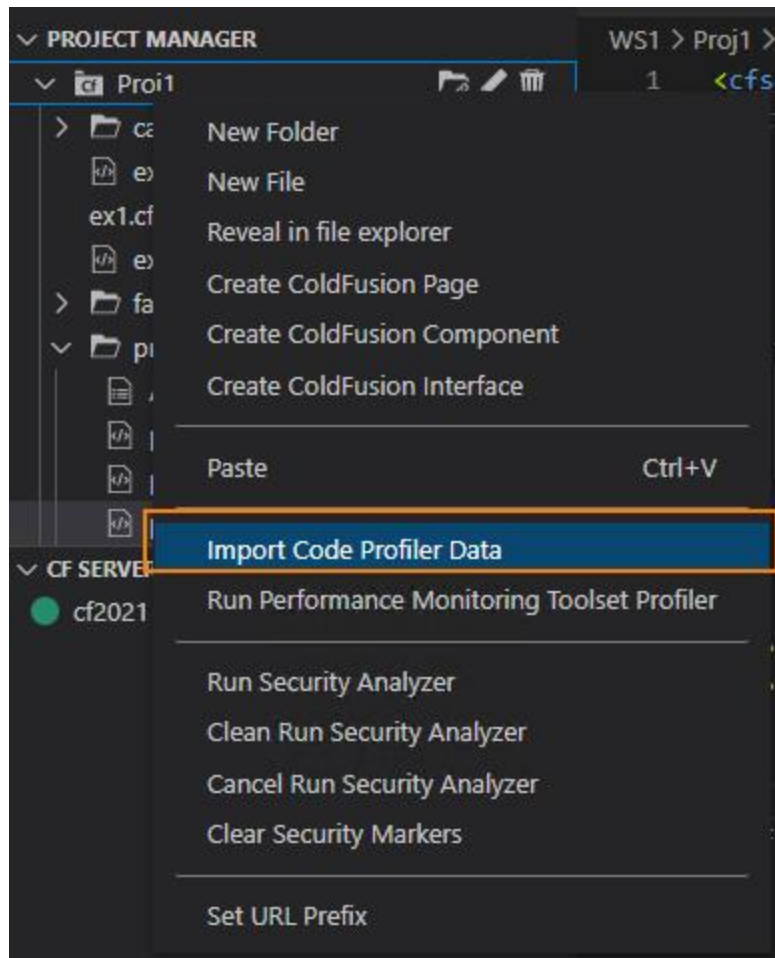 PROJECT MANAGER
WS1 > Proj1 >
Proj1
1 <cfs
New Folder
New File
Reveal in file explorer
ex1.cf
Create ColdFusion Page
Create ColdFusion Component
Create ColdFusion Interface
Paste Ctrl+V
Import Code Profiler Data
CF SERVE
Run Performance Monitoring Toolset Profiler
cf2021
Run Security Analyzer
Clean Run Security Analyzer
Cancel Run Security Analyzer
Clear Security Markers
Set URL Prefix